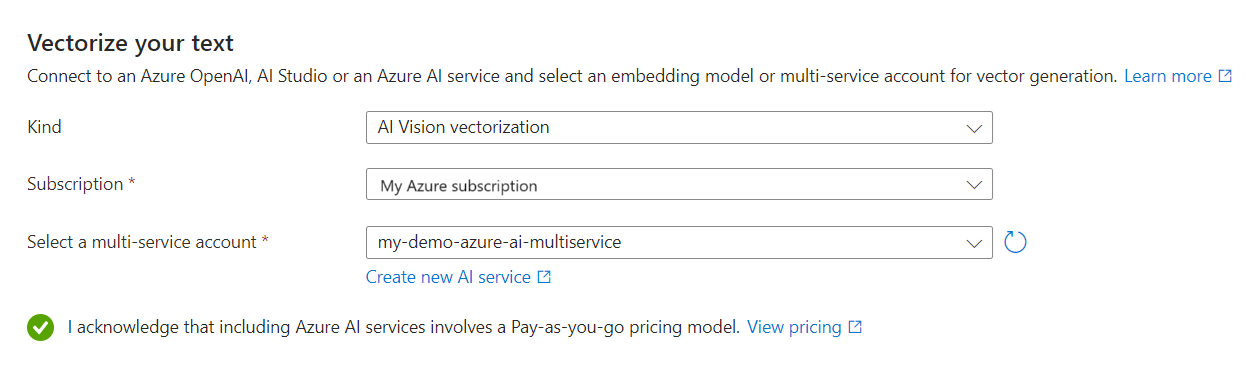 Vectorize your text
Connect to an Azure OpenAI, AI Studio or an Azure AI service and select an embedding model or multi-service account for vector generation. Learn more
Kind AI Vision vectorization
Subscription * My Azure subscription
Select a multi-service account * my-demo-azure-ai-multiservice
Create new AI service
I acknowledge that including Azure AI services involves a Pay-as-you-go pricing model. View pricing